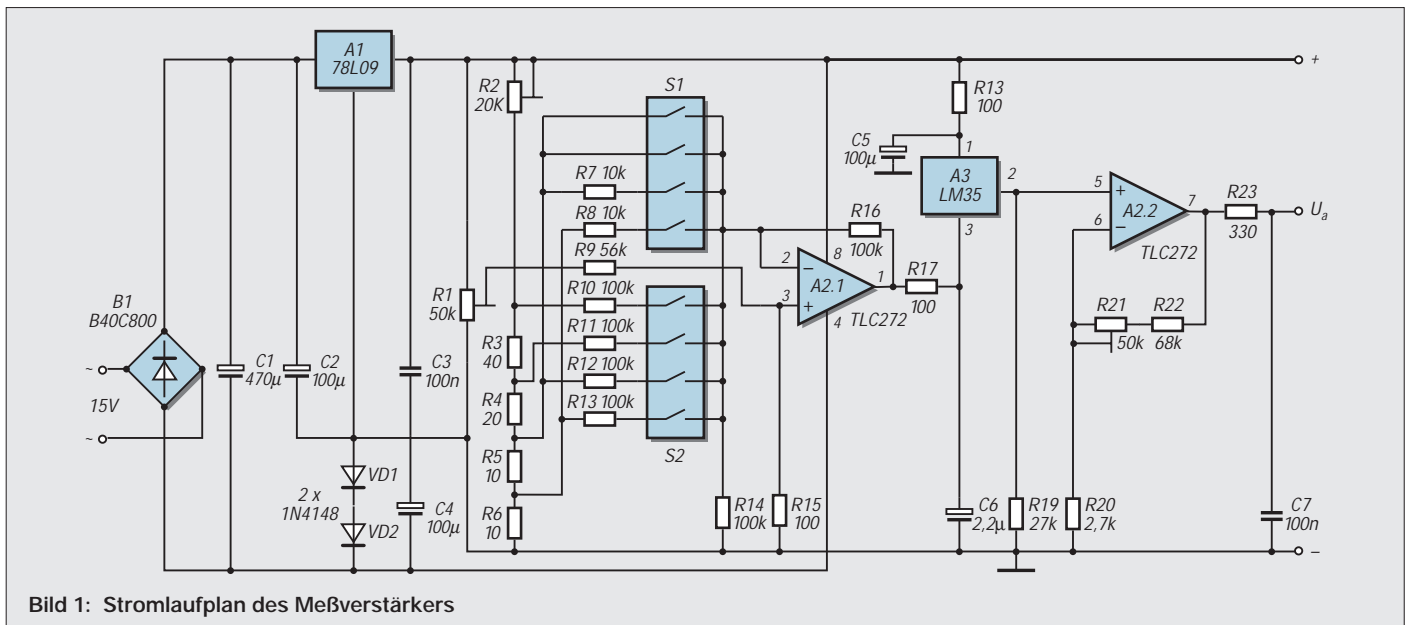 A1
78L09
+
R2
20K
S1
R13
100
C5
100µ
1
R7 10k
A3
LM35
2
5
+
6
–
A2.2
7
TLC272
R23
330
U a
R8 10k
R16
100k
3
R9 56k
2
–
8
3
+
A2.1
1
4
TLC272
R17
100
B1
B40C800
R1
50k
R10 100k
R11 100k
R12 100k
R13 100k
S2
R21
50k
R22
68k
~
15V
~
C1
470µ
C2
100µ
C3
100n
R3
40
R4
20
R5
10
R6
10
VD1
2 x
1N4148
VD2
C4
100µ
R14
100k
R15
100
C6
2,2µ
R19
27k
R20
2,7k
C7
100n
–
Bild 1: Stromlaufplan des Meßverstärkers